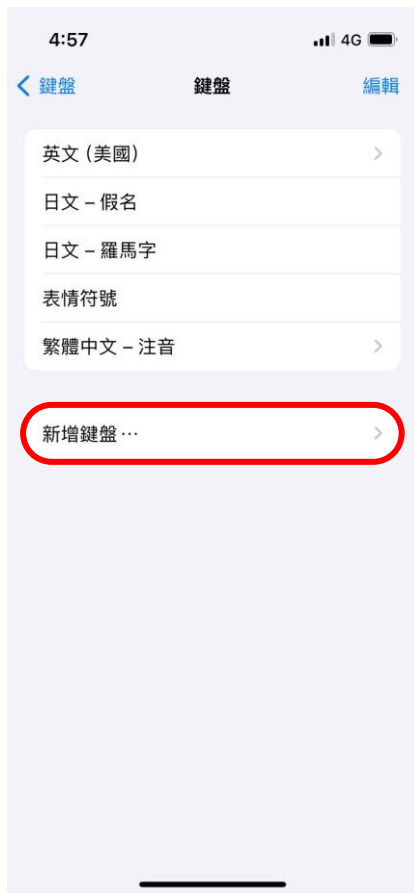 4:57 4G
鍵盤 鍵盤 編輯
英文 (美國)
日文 – 假名
日文 – 羅馬字
表情符號
繁體中文 – 注音
新增鍵盤⋯